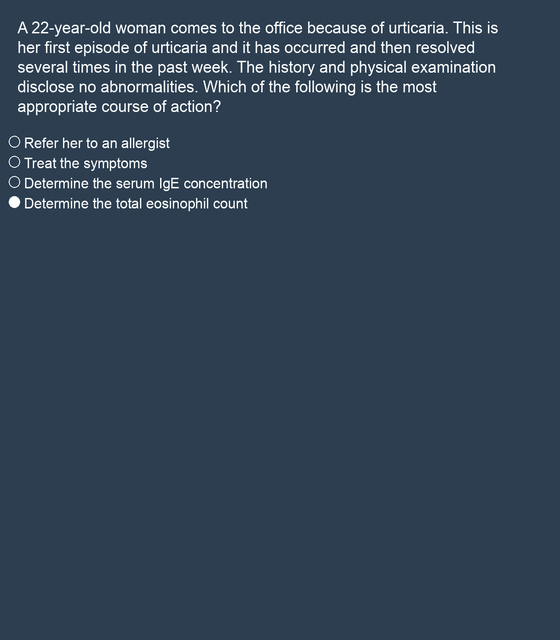 A 22-year-old woman comes to the office because of urticaria. This is
her first episode of urticaria and it has occurred and then resolved
several times in the past week. The history and physical examination
disclose no abnormalities. Which of the following is the most
appropriate course of action?
Refer her to an allergist
Treat the symptoms
Determine the serum IgE concentration
Determine the total eosinophil count